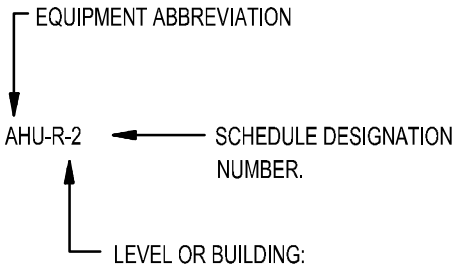 EQUIPMENT ABBREVIATION
AHU-R-2
SCHEDULE DESIGNATION
NUMBER.
LEVEL OR BUILDING: